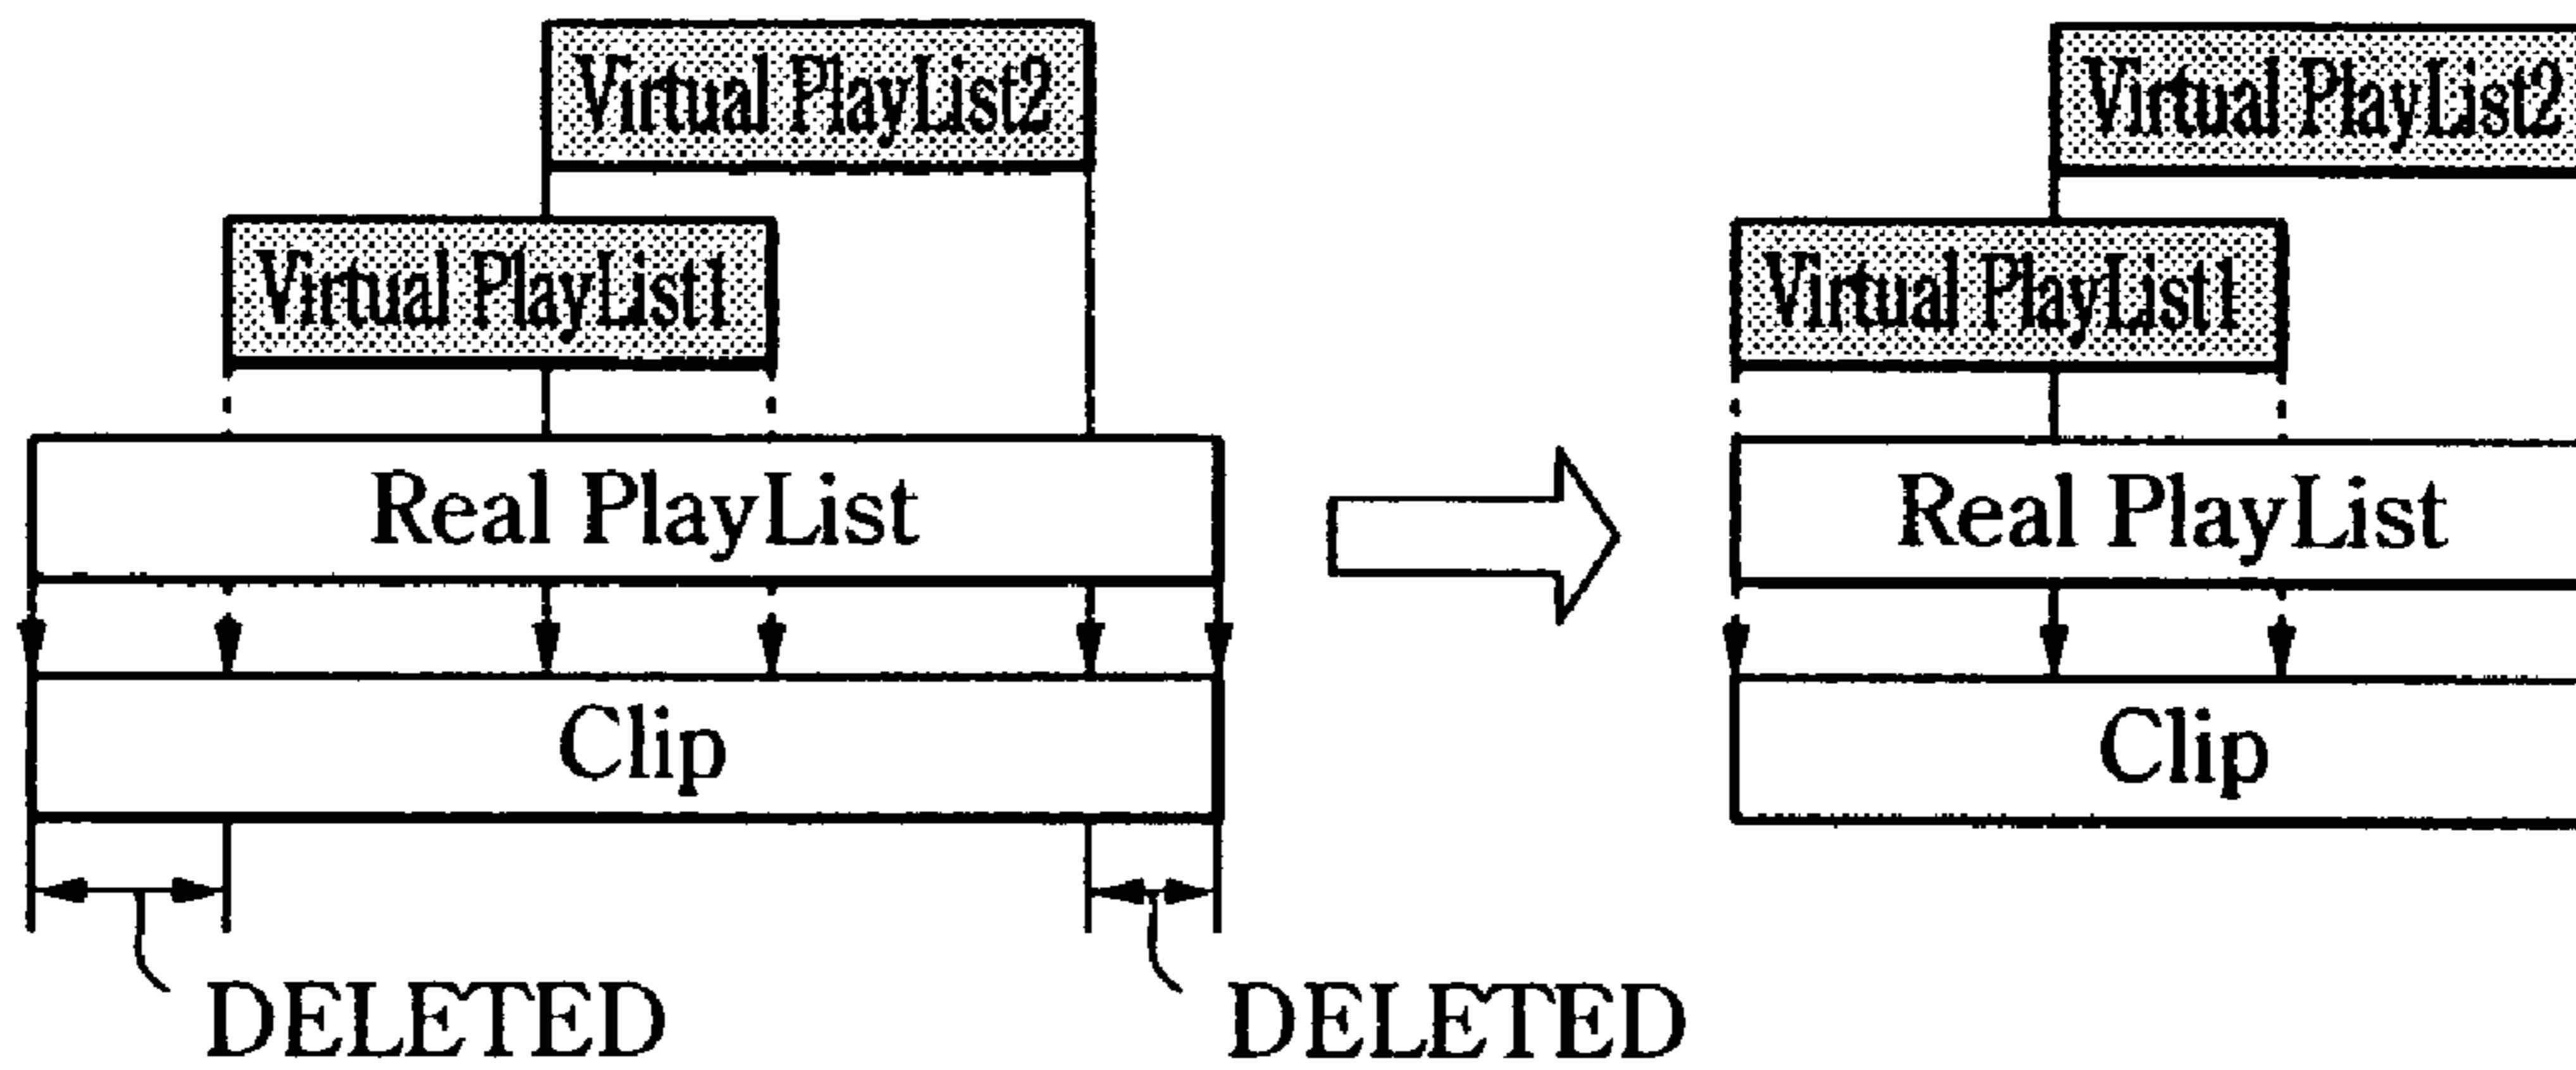 Virtual PlayList2
Virtual PlayList1
Real PlayList
Clip
DELETED
DELETED
Virtual PlayList2
Virtual PlayList1
Real PlayList
Clip